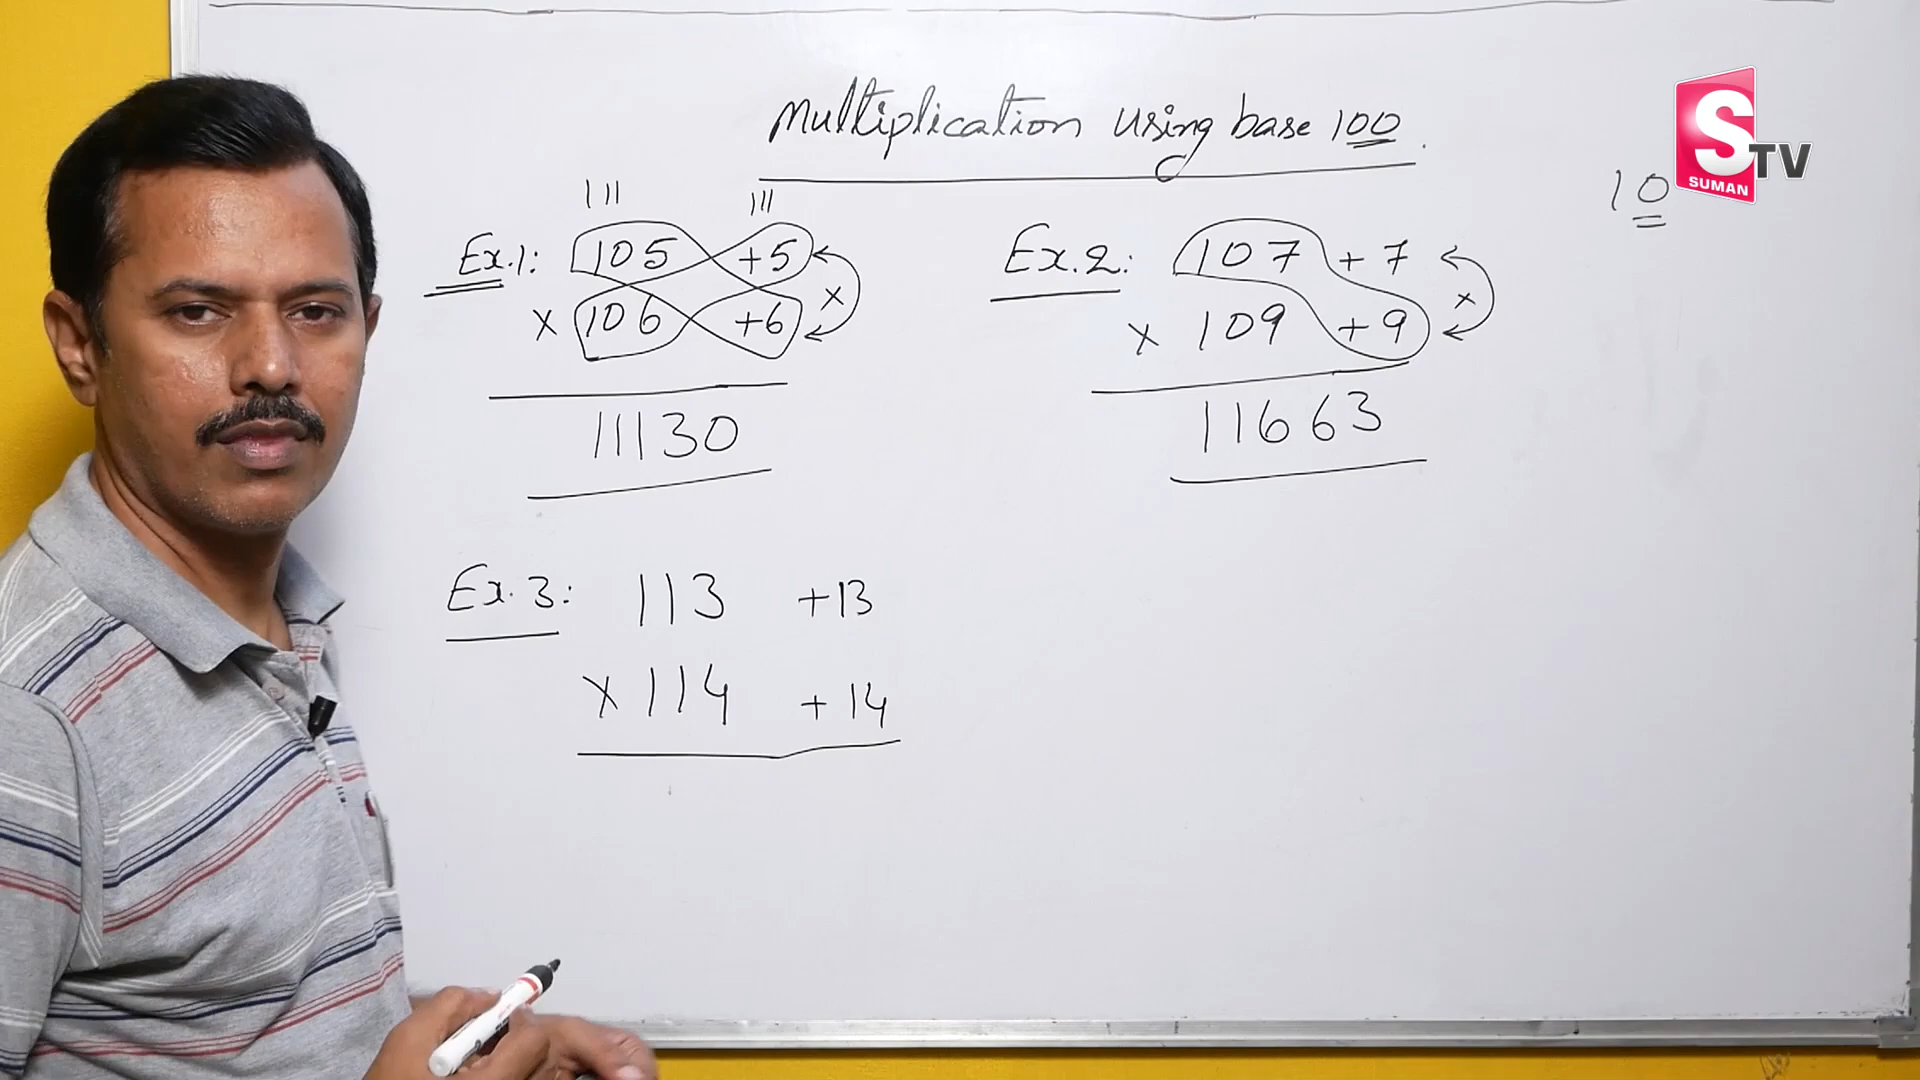 Multiplication using base 100.
S TV
SUMAN
10
111 111
Ex.1: 105 +5
x 106 +6
x
11130
Ex.2: 107 +7
x 109 +9
x
11663
Ex.3: 113 +13
x 114 +14